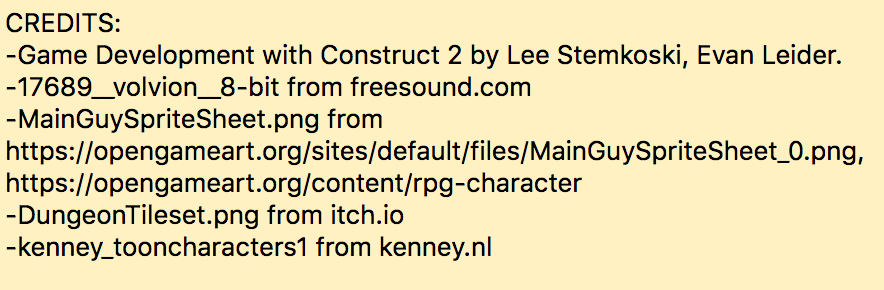 CREDITS:
-Game Development with Construct 2 by Lee Stemkoski, Evan Leider.
-17689__volvion__8-bit from freesound.com
-MainGuySpriteSheet.png from
https://opengameart.org/sites/default/files/MainGuySpriteSheet_0.png,
https://opengameart.org/content/rpg-character
-DungeonTileset.png from itch.io
-kenney_tooncharacters1 from kenney.nl